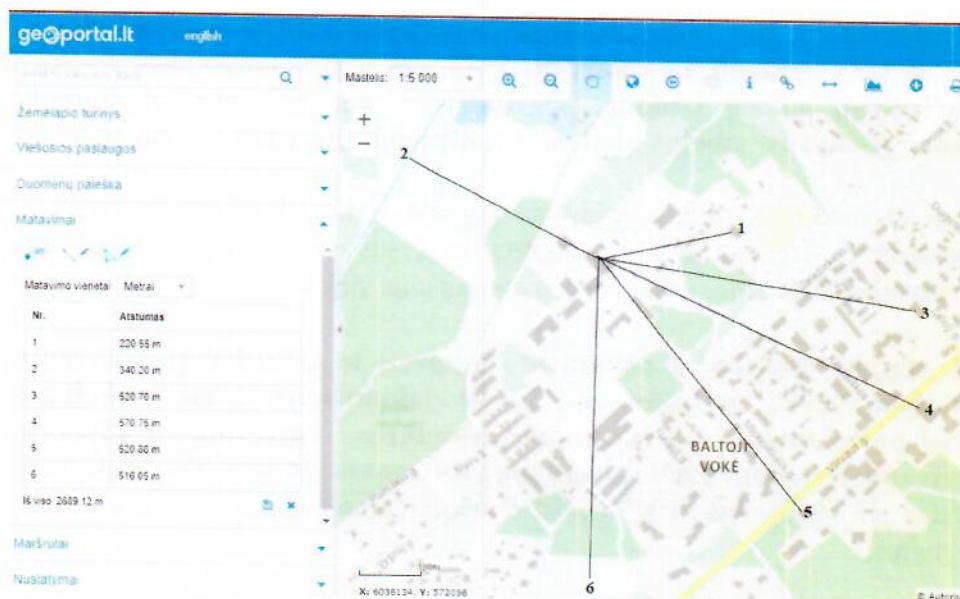 geoportal.lt english
Mastelis: 1:5 000
Žemėlapio turinys
Viešosios paslaugos
Duomenų paieška
Matavimai
Matavimo vienetai Metrai
Nr. Atstumas
1 220.55 m
2 340.20 m
3 520.70 m
4 570.75 m
5 520.88 m
6 516.05 m
Iš viso: 2689.12 m
Maršrutai
Nustatymai
+
−
2
1
3
4
5
6
BALTOJI
VOKĖ
100m
X: 6036124, Y: 572098